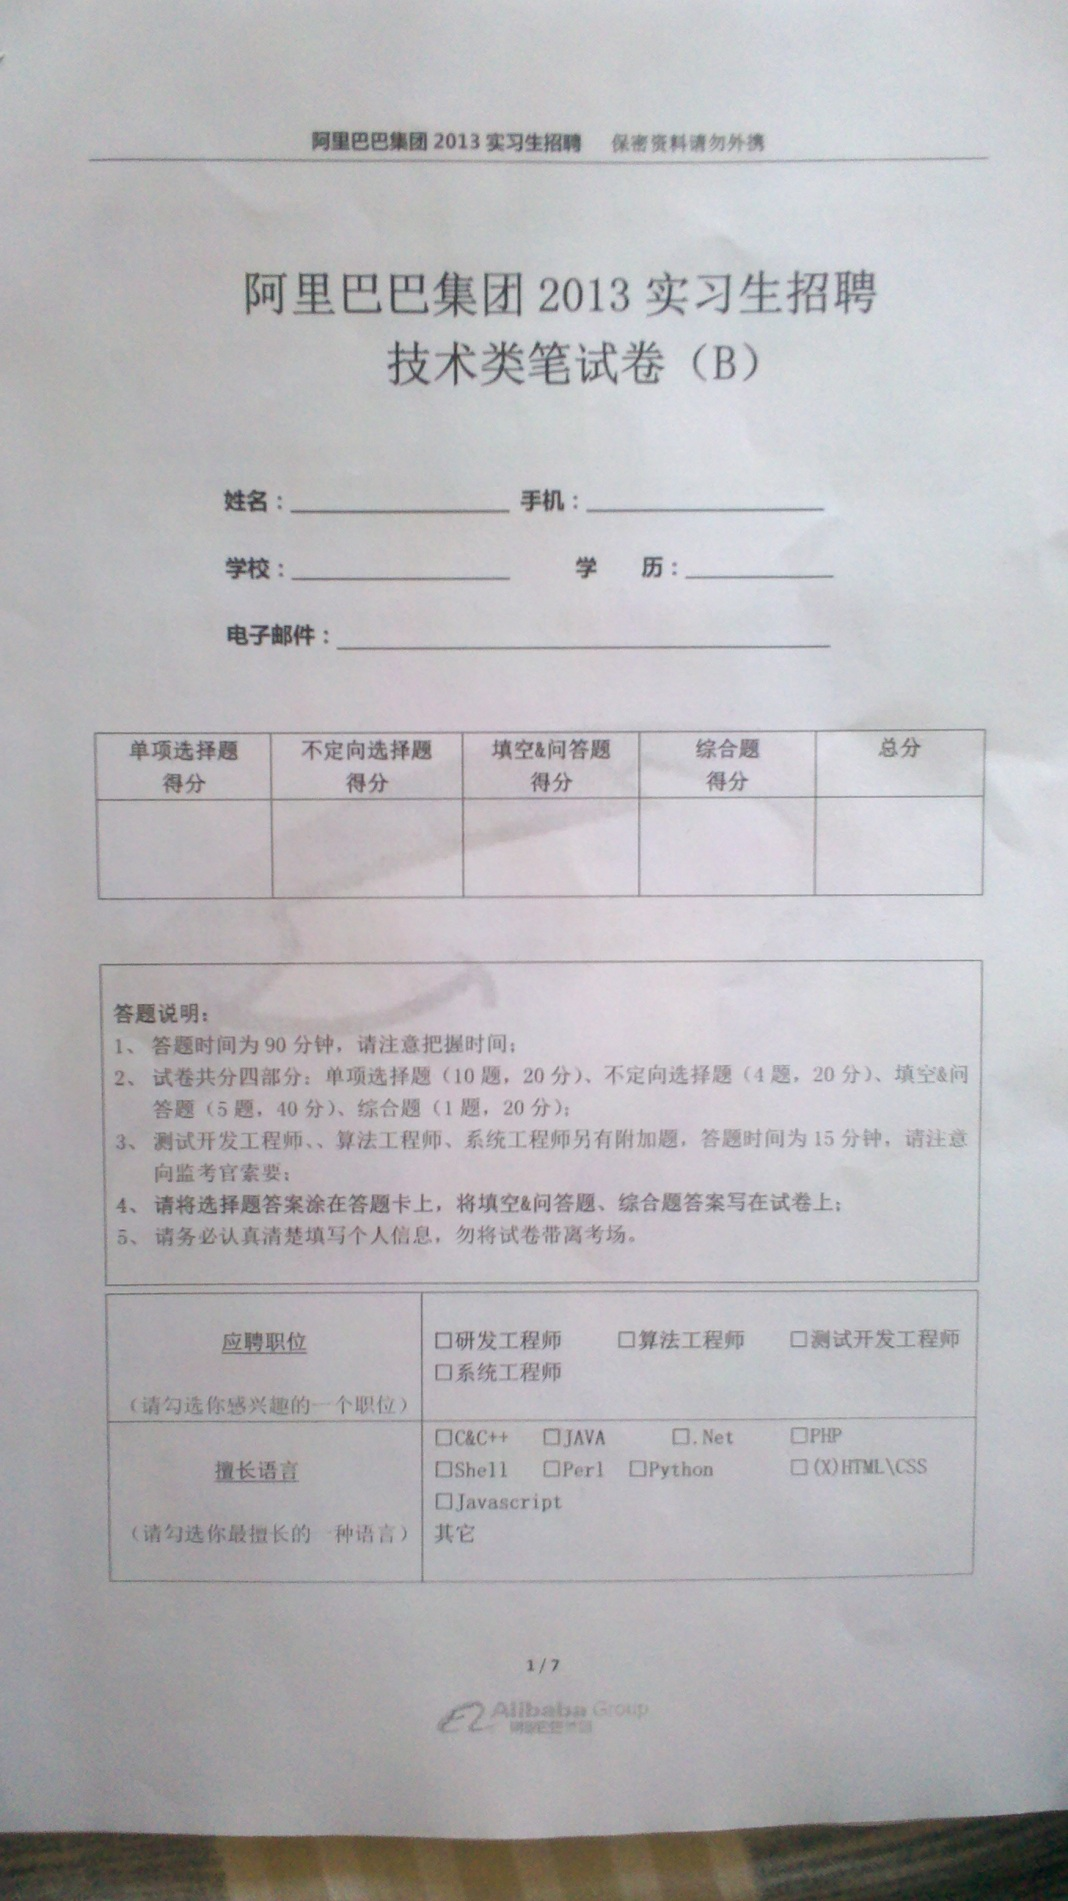 阿里巴巴集团 2013 实习生招聘 保密资料请勿外携
阿里巴巴集团 2013 实习生招聘
技术类笔试卷（B）
姓名：
手机：
学校：
学 历：
电子邮件：
单项选择题
得分
不定向选择题
得分
填空&问答题
得分
综合题
得分
总分
答题说明：
1、 答题时间为 90 分钟，请注意把握时间；
2、 试卷共分四部分：单项选择题（10 题，20 分）、不定向选择题（4 题，20 分）、填空&问
答题（5 题，40 分）、综合题（1 题，20 分）；
3、 测试开发工程师、、算法工程师、系统工程师另有附加题，答题时间为 15 分钟，请注意
向监考官索要；
4、 请将选择题答案涂在答题卡上，将填空&问答题、综合题答案写在试卷上；
5、 请务必认真清楚填写个人信息，勿将试卷带离考场。
应聘职位
（请勾选你感兴趣的一个职位）
□研发工程师 □算法工程师 □测试开发工程师
□系统工程师
擅长语言
（请勾选你最擅长的一种语言）
□C&C++ □JAVA □.Net □PHP
□Shell □Perl □Python □(X)HTML\CSS
□Javascript
其它
1 / 7
Alibaba Group
阿里巴巴集团